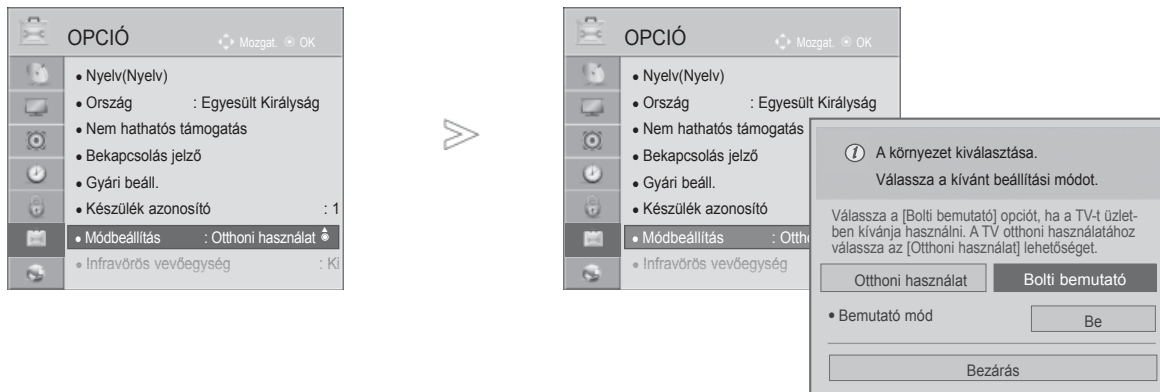 OPCIÓ
Mozgat. OK
• Nyelv(Nyelv)
• Ország : Egyesült Királyság
• Nem hathatós támogatás
• Bekapcsolás jelző
• Gyári beáll.
• Készülék azonosító : 1
• Módbeállítás : Otthoni használat
• Infravörös vevőegység : Ki
OPCIÓ
Mozgat. OK
• Nyelv(Nyelv)
• Ország : Egyesült Királyság
• Nem hathatós támogatás
• Bekapcsolás jelző
• Gyári beáll.
• Készülék azonosító
• Módbeállítás : Ottho
• Infravörös vevőegység
A környezet kiválasztása.
Válassza a kívánt beállítási módot.
Válassza a [Bolti bemutató] opciót, ha a TV-t üzlet-
ben kívánja használni. A TV otthoni használatához
válassza az [Otthoni használat] lehetőséget.
Otthoni használat Bolti bemutató
• Bemutató mód Be
Bezárás